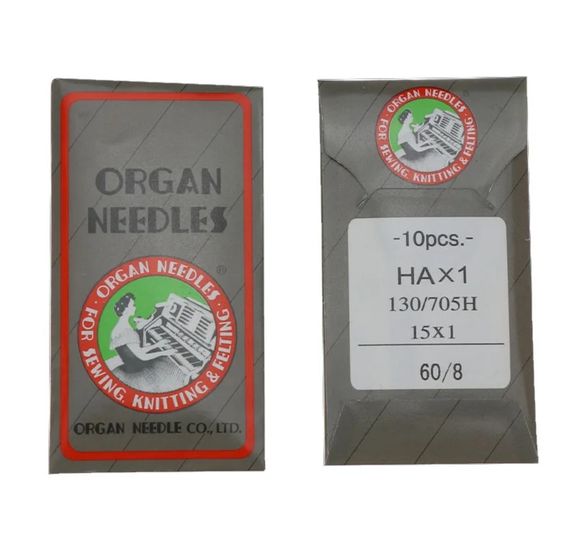 ORGAN
NEEDLES
ORGAN NEEDLES ®
FOR SEWING, KNITTING & FELTING
ORGAN NEEDLE CO., LTD.
ORGAN NEEDLES
FOR SEWING, KNITTING & FELTING
-10pcs.-
HA×1
130/705H
15×1
60/8